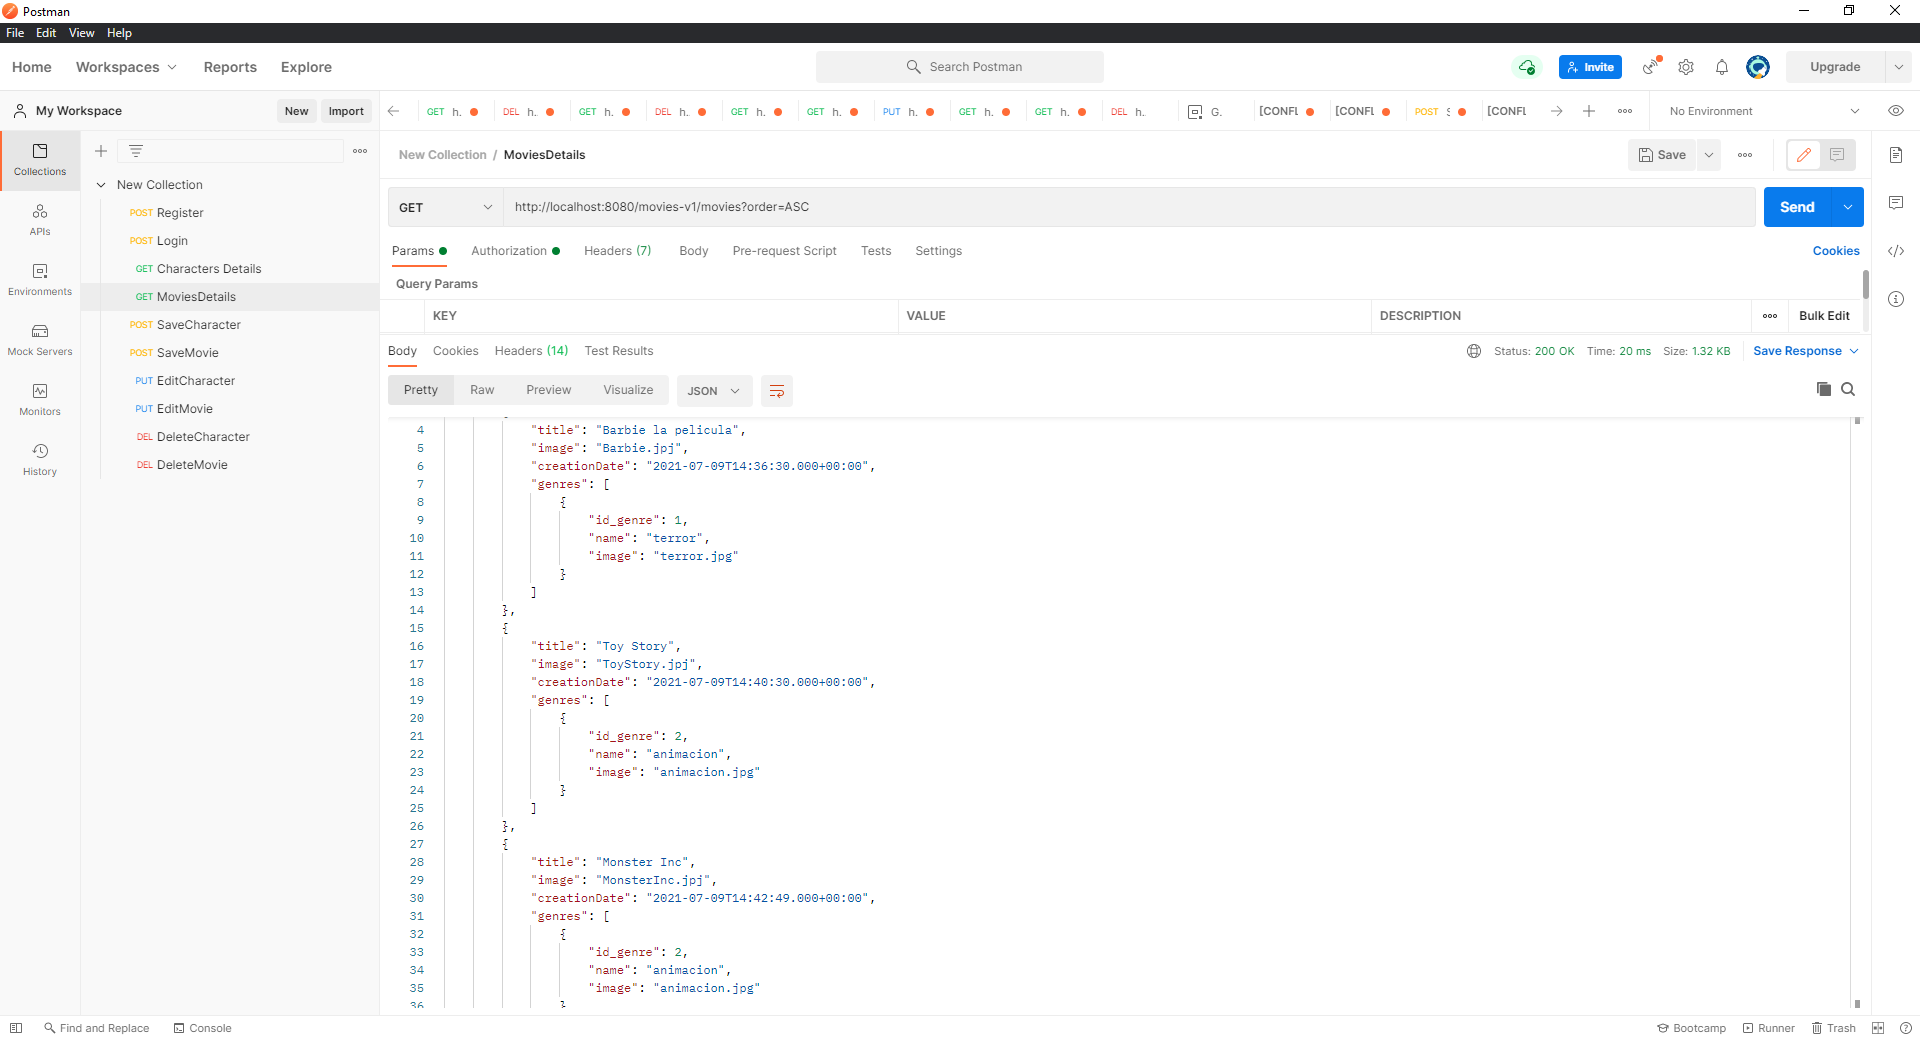 Postman
File Edit View Help
Home Workspaces Reports Explore Search Postman Invite Upgrade
My Workspace New Import GET h. DEL h. GET h. DEL h. GET h. GET h. PUT h. GET h. GET h. DEL h. G. [CONFL [CONFL POST S [CONFL No Environment
Collections
APIs
Environments
Mock Servers
Monitors
History
New Collection
POST Register
POST Login
GET Characters Details
GET MoviesDetails
POST SaveCharacter
POST SaveMovie
PUT EditCharacter
PUT EditMovie
DEL DeleteCharacter
DEL DeleteMovie
New Collection / MoviesDetails Save
GET http://localhost:8080/movies-v1/movies?order=ASC Send
Params Authorization Headers (7) Body Pre-request Script Tests Settings Cookies
Query Params
KEY VALUE DESCRIPTION Bulk Edit
Body Cookies Headers (14) Test Results Status: 200 OK Time: 20 ms Size: 1.32 KB Save Response
Pretty Raw Preview Visualize JSON
4 "title": "Barbie la pelicula",
5 "image": "Barbie.jpj",
6 "creationDate": "2021-07-09T14:36:30.000+00:00",
7 "genres": [
8 {
9 "id_genre": 1,
10 "name": "terror",
11 "image": "terror.jpg"
12 }
13 ]
14 },
15 {
16 "title": "Toy Story",
17 "image": "ToyStory.jpj",
18 "creationDate": "2021-07-09T14:40:30.000+00:00",
19 "genres": [
20 {
21 "id_genre": 2,
22 "name": "animacion",
23 "image": "animacion.jpg"
24 }
25 ]
26 },
27 {
28 "title": "Monster Inc",
29 "image": "MonsterInc.jpj",
30 "creationDate": "2021-07-09T14:42:49.000+00:00",
31 "genres": [
32 {
33 "id_genre": 2,
34 "name": "animacion",
35 "image": "animacion.jpg"
36 }
Find and Replace Console Bootcamp Runner Trash